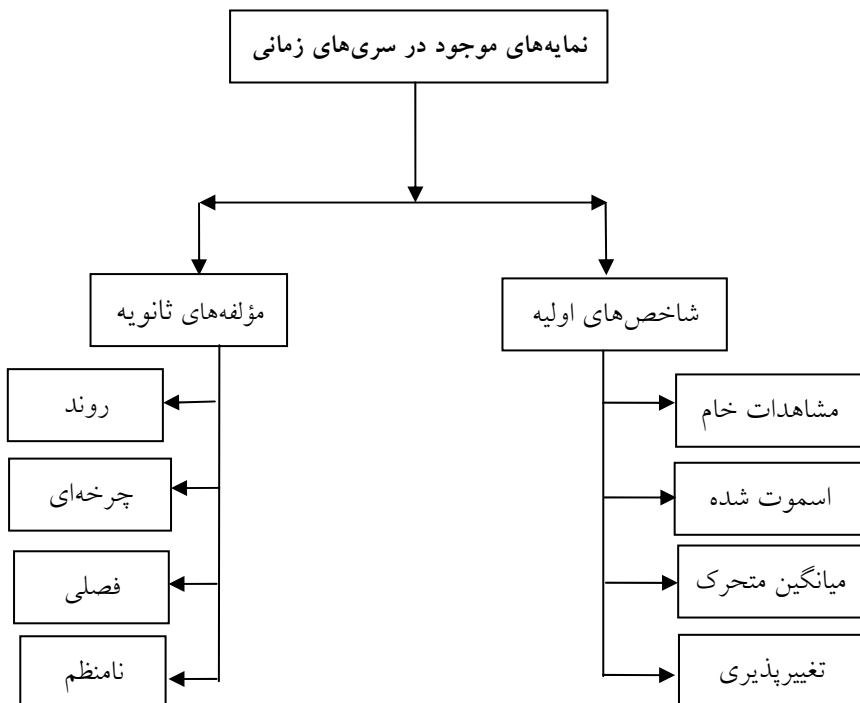 نمایه‌های موجود در سری‌های زمانی
شاخص‌های اولیه
مؤلفه‌های ثانویه
مشاهدات خام
روند
اسموت شده
چرخه‌ای
میانگین متحرک
فصلی
تغییرپذیری
نامنظم